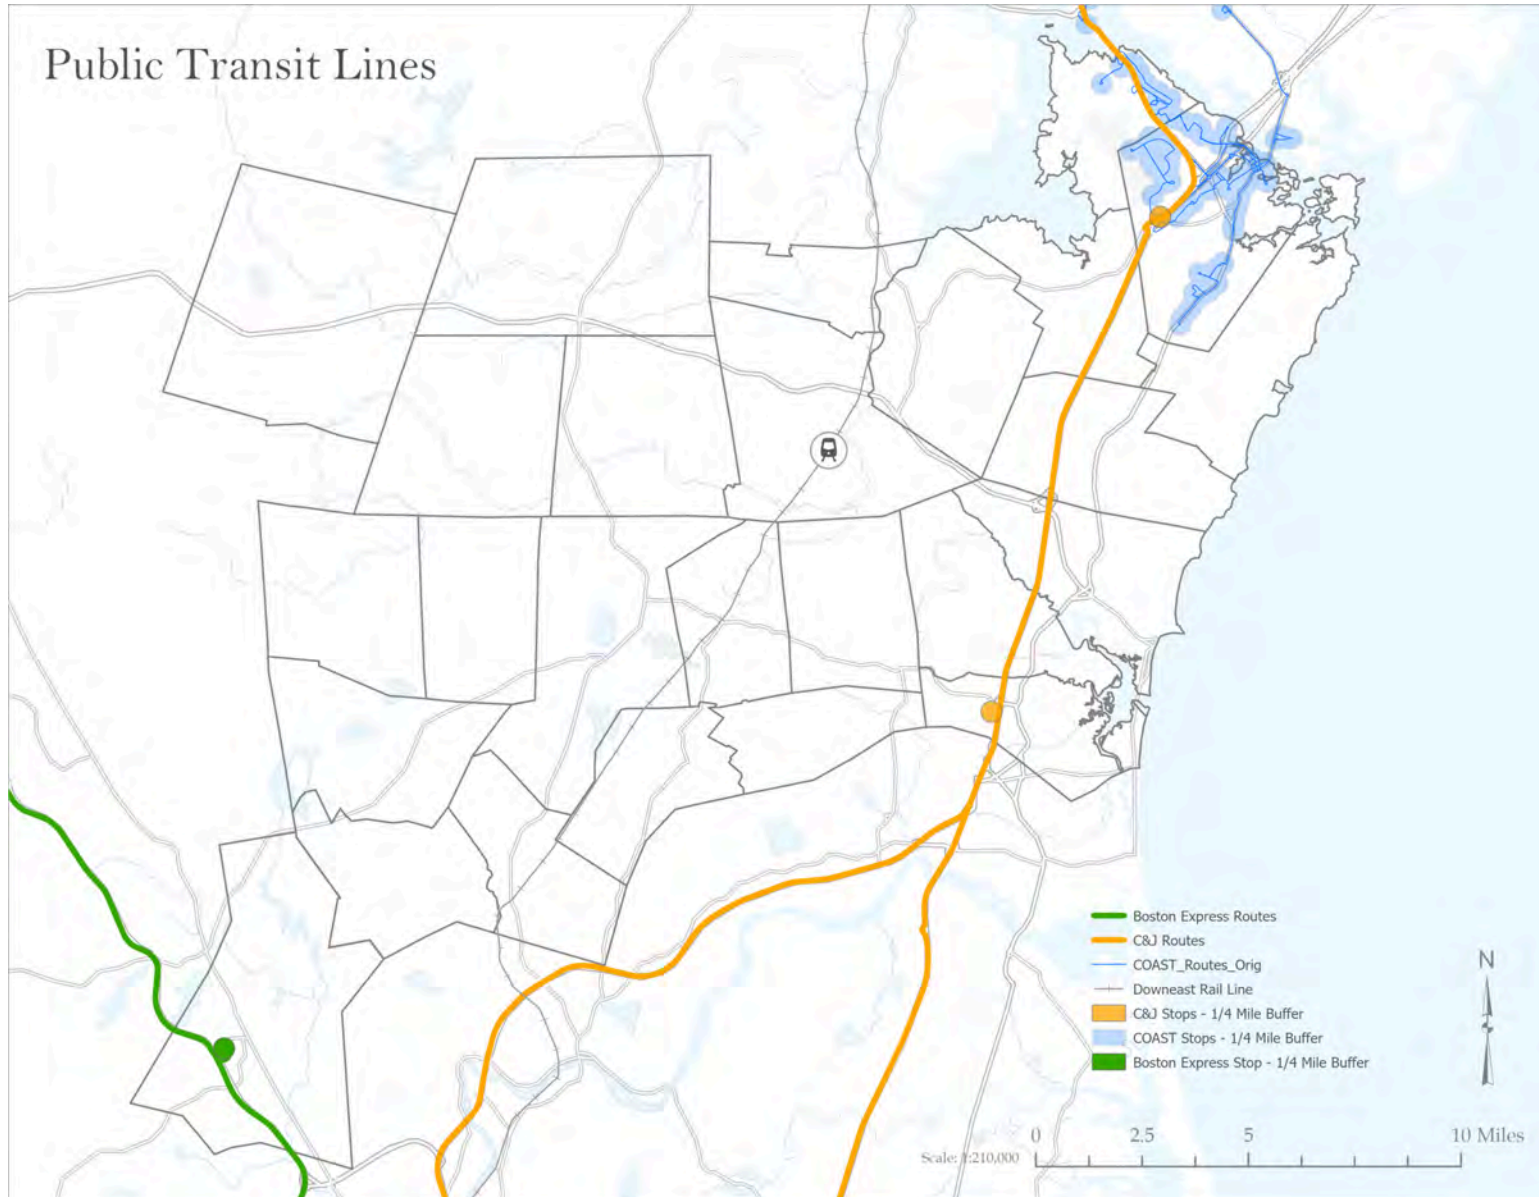 Public Transit Lines
Boston Express Routes
C&J Routes
COAST_Routes_Orig
Downeast Rail Line
C&J Stops - 1/4 Mile Buffer
COAST Stops - 1/4 Mile Buffer
Boston Express Stop - 1/4 Mile Buffer
N
0 2.5 5 10 Miles
Scale: 1:210,000